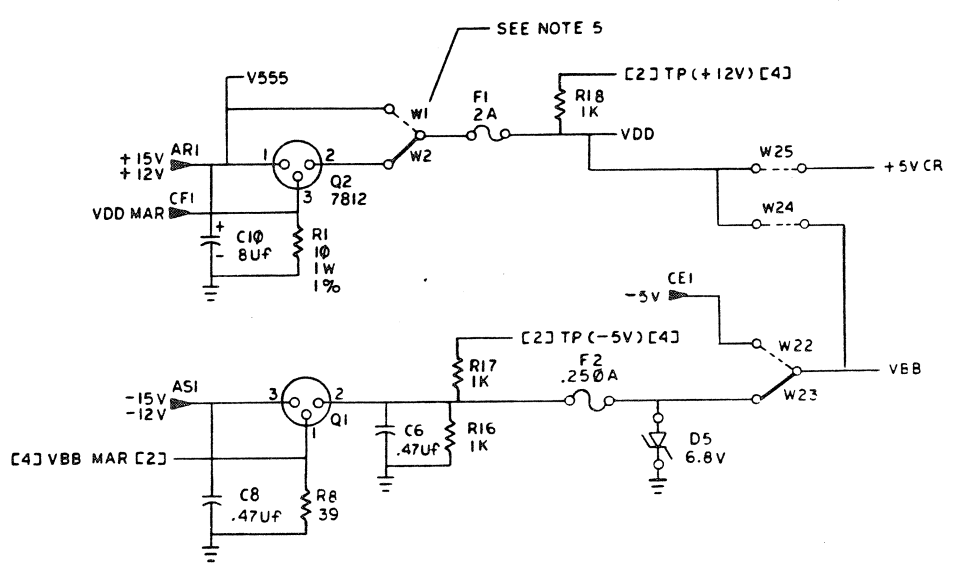 SEE NOTE 5
V555
[2] TP (+12V) [4]
W1
F1
2A
R18
1K
VDD
W2
+15V
+12V
AR1
1
2
3
Q2
7812
W25
+5V CR
VDD MAR
CF1
W24
+
C10
8Uf
-
R1
10
1W
1%
CE1
-5V
[2] TP (-5V) [4]
W22
R17
1K
F2
.250A
VBB
W23
-15V
-12V
AS1
3
2
1
Q1
C6
.47Uf
R16
1K
D5
6.8V
[4] VBB MAR [2]
C8
.47Uf
R8
39